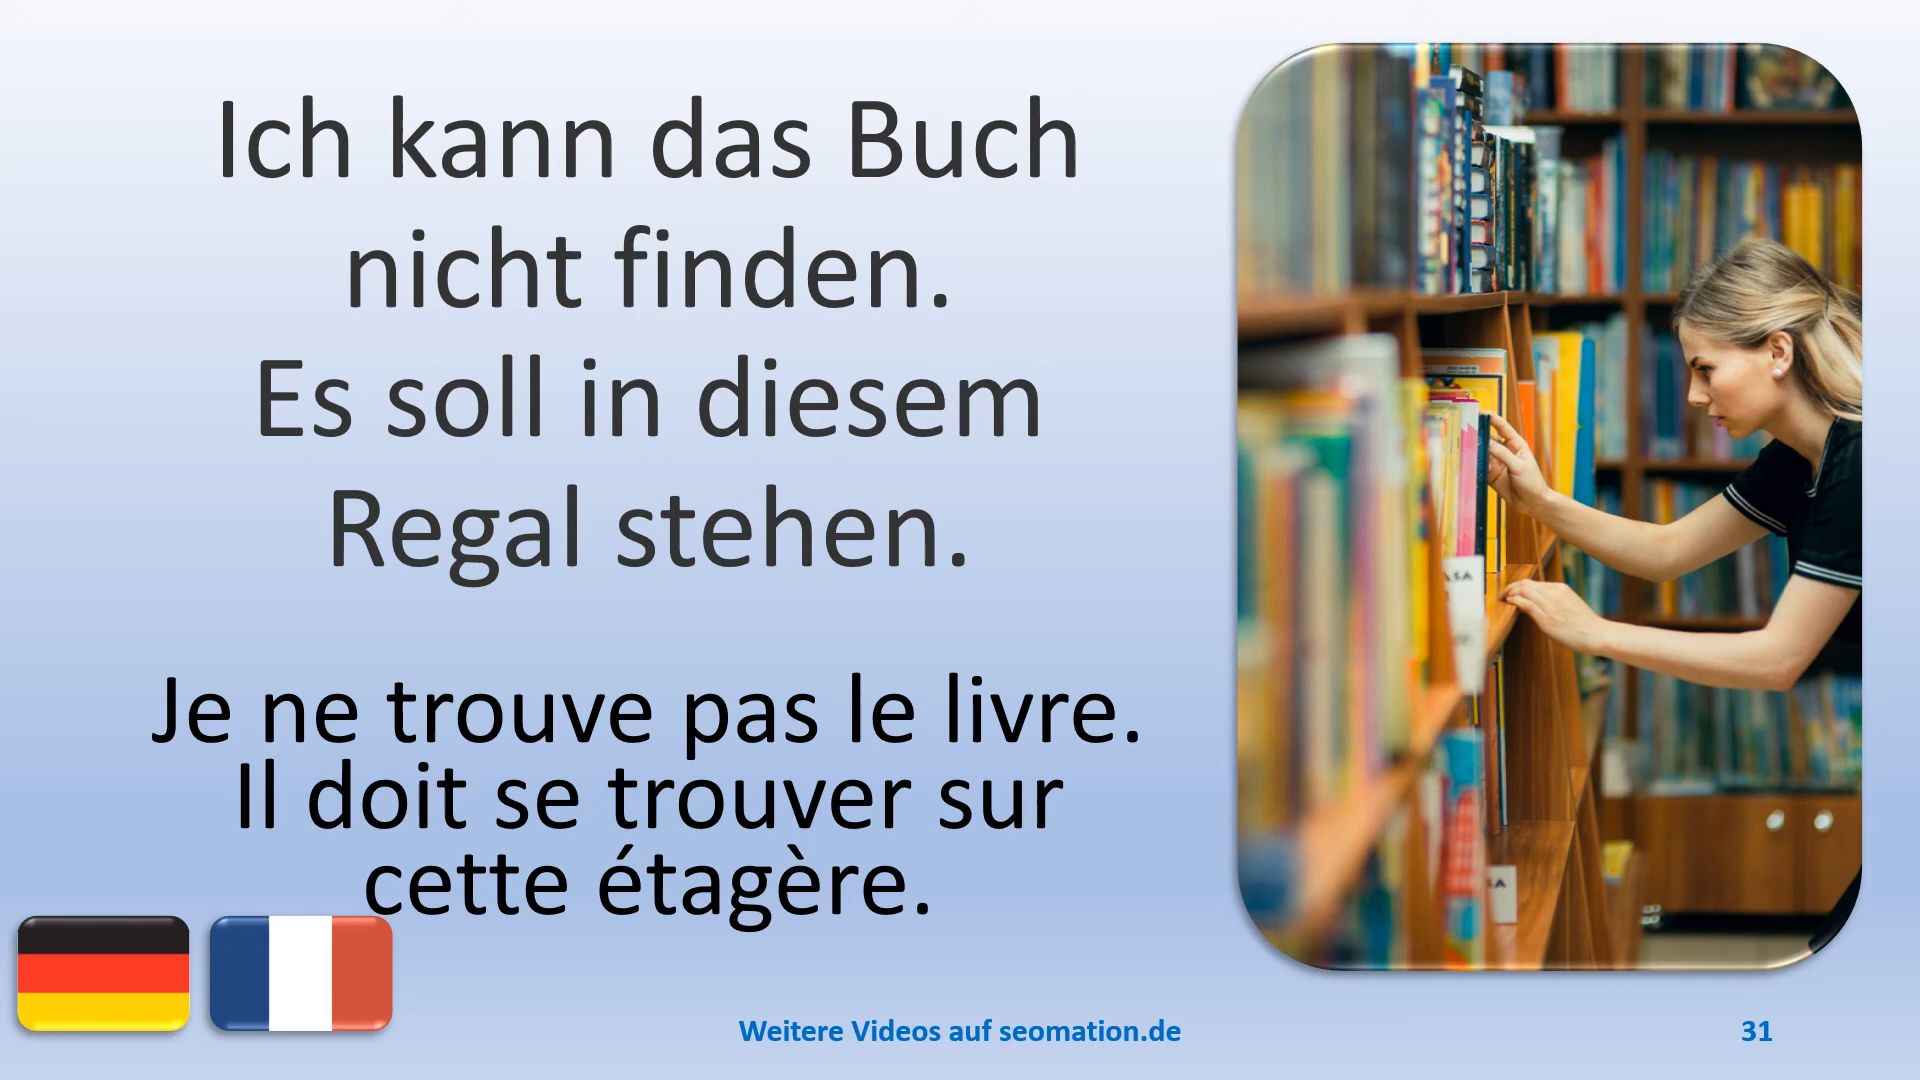 Ich kann das Buch
nicht finden.
Es soll in diesem
Regal stehen.
Je ne trouve pas le livre.
Il doit se trouver sur
cette étagère.
Weitere Videos auf seomation.de
31